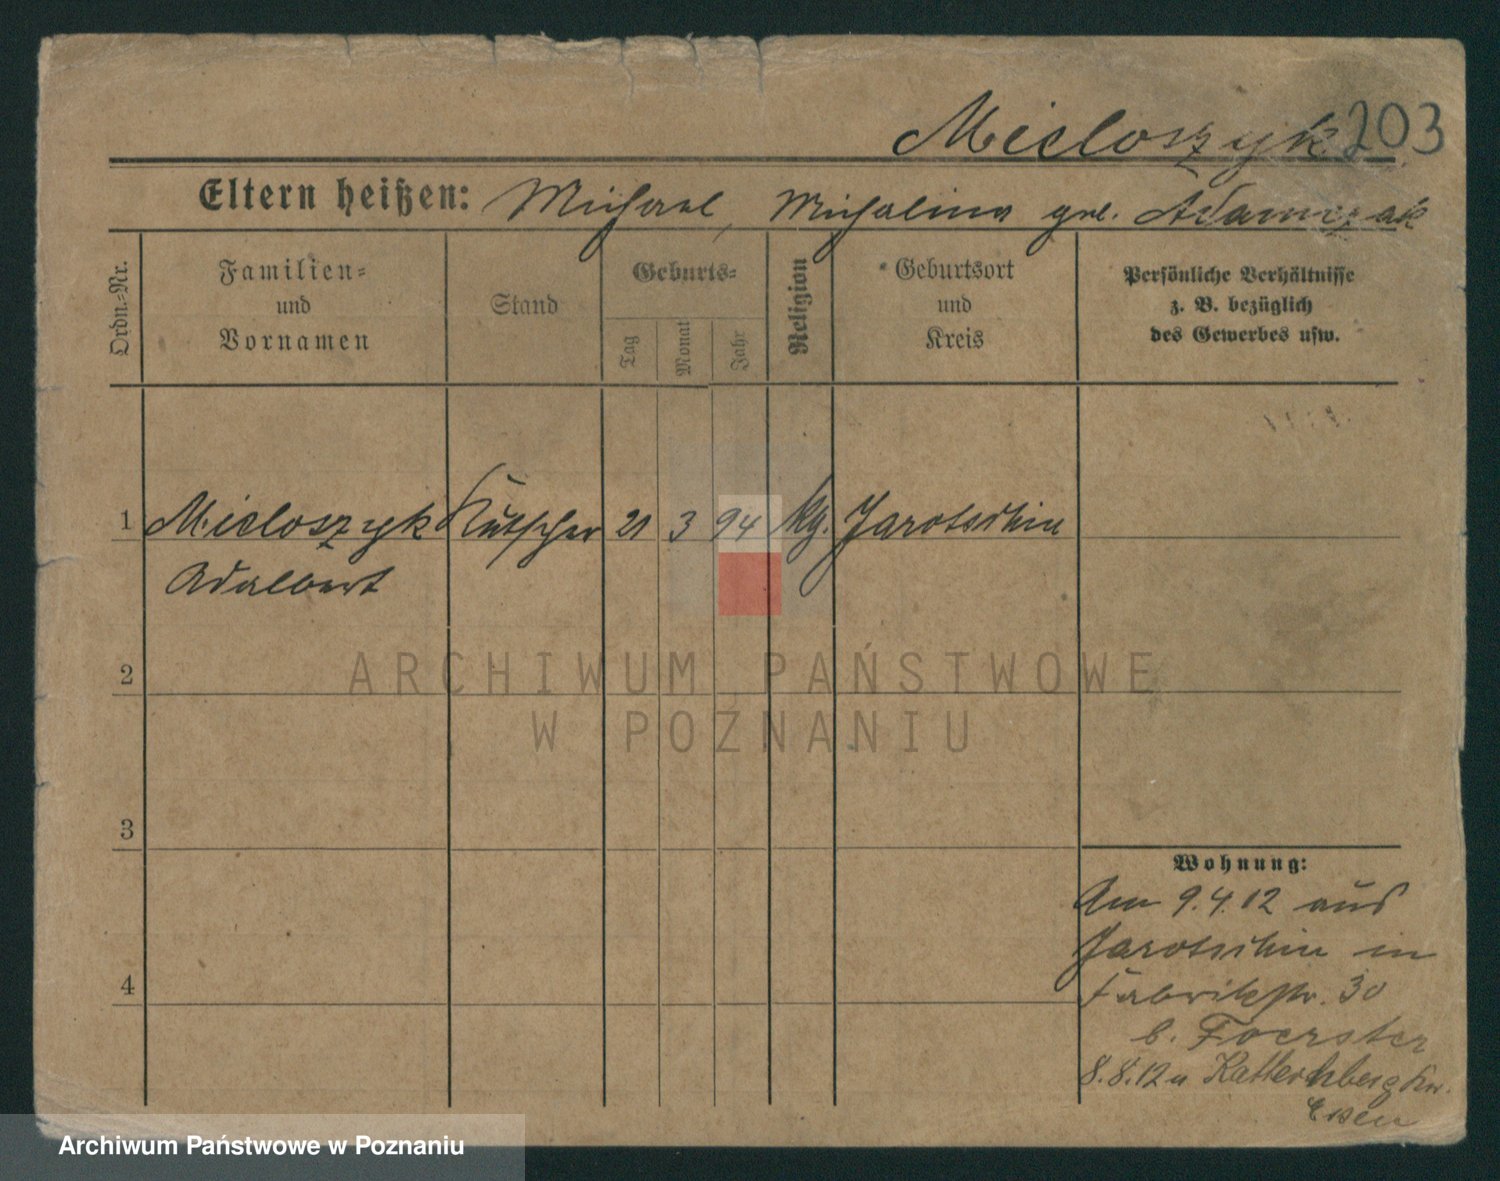 Mieloszyk 203
Eltern heißen: Michael, Michalina geb. Adamczak
Ordn.-Nr.
Familien-
und
Vornamen
Stand
Geburts-
Tag
Monat
Jahr
Religion
Geburtsort
und
Kreis
Persönliche Verhältnisse
z. B. bezüglich
des Gewerbes usw.
1 Mieloszyk Kutscher 21 3 94 kg. Jarotschin
Adalbert
2
ARCHIWUM PAŃSTWOWE
W POZNANIU
3
4
Wohnung:
Am 9.4.12 aus
Jarotschin in
Fabrikstr. 30
b. Foerster
8.8.12 n Katternberg Kr.
Essen
Archiwum Państwowe w Poznaniu